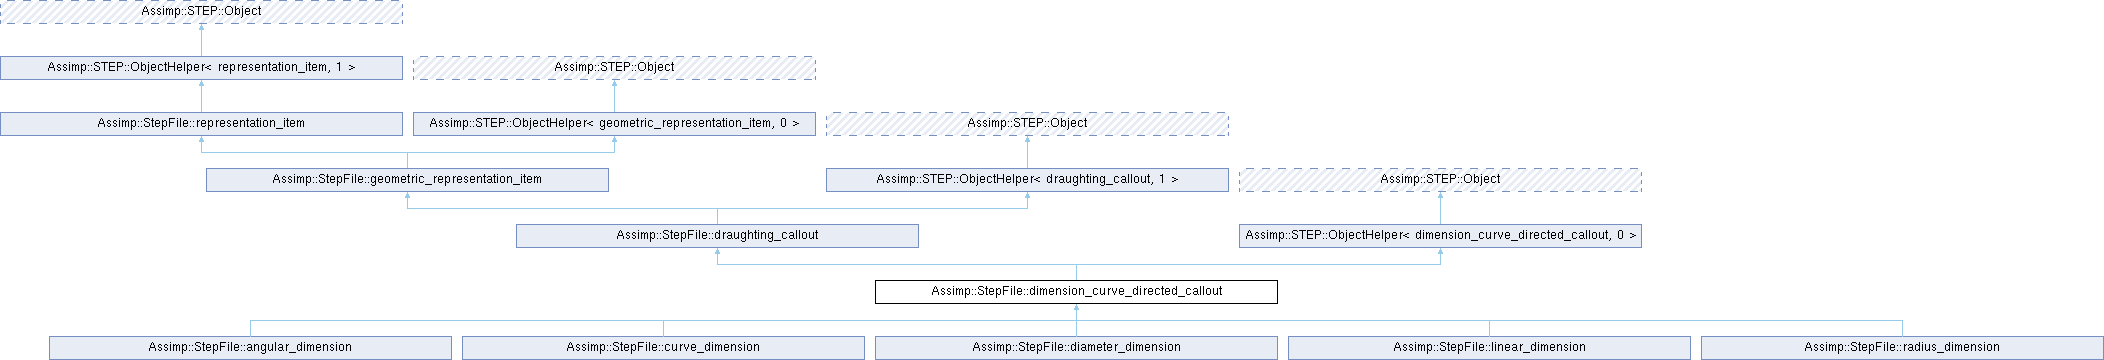 Assimp::STEP::Object
Assimp::STEP::ObjectHelper< representation_item, 1 >
Assimp::STEP::Object
Assimp::StepFile::representation_item
Assimp::STEP::ObjectHelper< geometric_representation_item, 0 >
Assimp::STEP::Object
Assimp::StepFile::geometric_representation_item
Assimp::STEP::ObjectHelper< draughting_callout, 1 >
Assimp::STEP::Object
Assimp::StepFile::draughting_callout
Assimp::STEP::ObjectHelper< dimension_curve_directed_callout, 0 >
Assimp::StepFile::dimension_curve_directed_callout
Assimp::StepFile::angular_dimension
Assimp::StepFile::curve_dimension
Assimp::StepFile::diameter_dimension
Assimp::StepFile::linear_dimension
Assimp::StepFile::radius_dimension